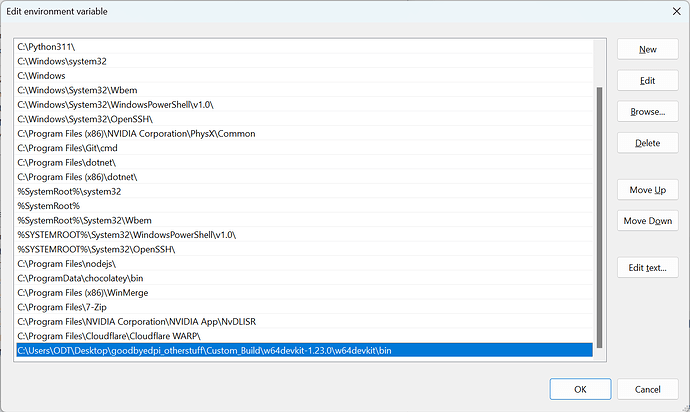 Edit environment variable
C:\Python311\
C:\Windows\system32
C:\Windows
C:\Windows\System32\Wbem
C:\Windows\System32\WindowsPowerShell\v1.0\
C:\Windows\System32\OpenSSH\
C:\Program Files (x86)\NVIDIA Corporation\PhysX\Common
C:\Program Files\Git\cmd
C:\Program Files\dotnet\
C:\Program Files (x86)\dotnet\
%SystemRoot%\system32
%SystemRoot%
%SystemRoot%\System32\Wbem
%SYSTEMROOT%\System32\WindowsPowerShell\v1.0\
%SYSTEMROOT%\System32\OpenSSH\
C:\Program Files\nodejs\
C:\ProgramData\chocolatey\bin
C:\Program Files (x86)\WinMerge
C:\Program Files\7-Zip
C:\Program Files\NVIDIA Corporation\NVIDIA App\NvDLISR
C:\Program Files\Cloudflare\Cloudflare WARP\
C:\Users\ODT\Desktop\goodbyedpi_otherstuff\Custom_Build\w64devkit-1.23.0\w64devkit\bin
New
Edit
Browse...
Delete
Move Up
Move Down
Edit text...
OK
Cancel